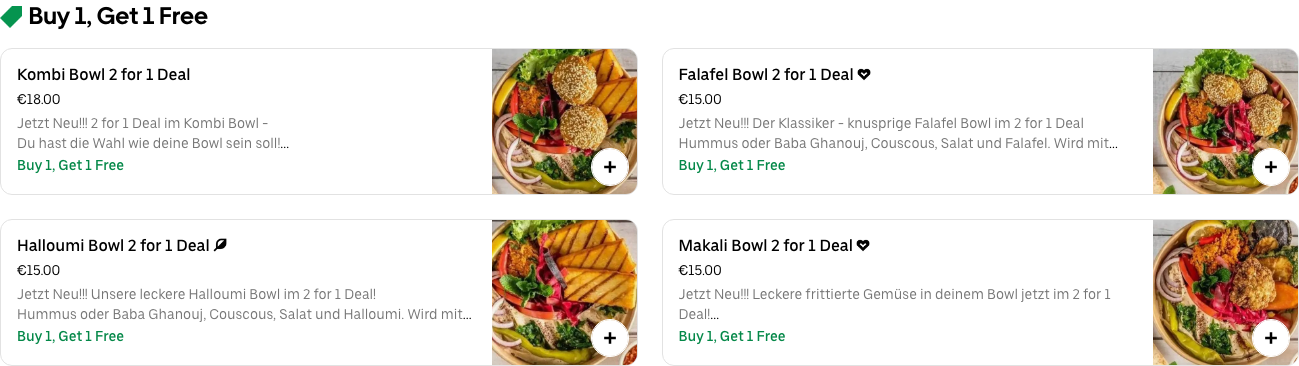 Buy 1, Get 1 Free
Kombi Bowl 2 for 1 Deal
€18.00
Jetzt Neu!!! 2 for 1 Deal im Kombi Bowl -
Du hast die Wahl wie deine Bowl sein soll!...
Buy 1, Get 1 Free
Falafel Bowl 2 for 1 Deal
€15.00
Jetzt Neu!!! Der Klassiker - knusprige Falafel Bowl im 2 for 1 Deal
Hummus oder Baba Ghanouj, Couscous, Salat und Falafel. Wird mit...
Buy 1, Get 1 Free
Halloumi Bowl 2 for 1 Deal
€15.00
Jetzt Neu!!! Unsere leckere Halloumi Bowl im 2 for 1 Deal!
Hummus oder Baba Ghanouj, Couscous, Salat und Halloumi. Wird mit...
Buy 1, Get 1 Free
Makali Bowl 2 for 1 Deal
€15.00
Jetzt Neu!!! Leckere frittierte Gemüse in deinem Bowl jetzt im 2 for 1
Deal!...
Buy 1, Get 1 Free